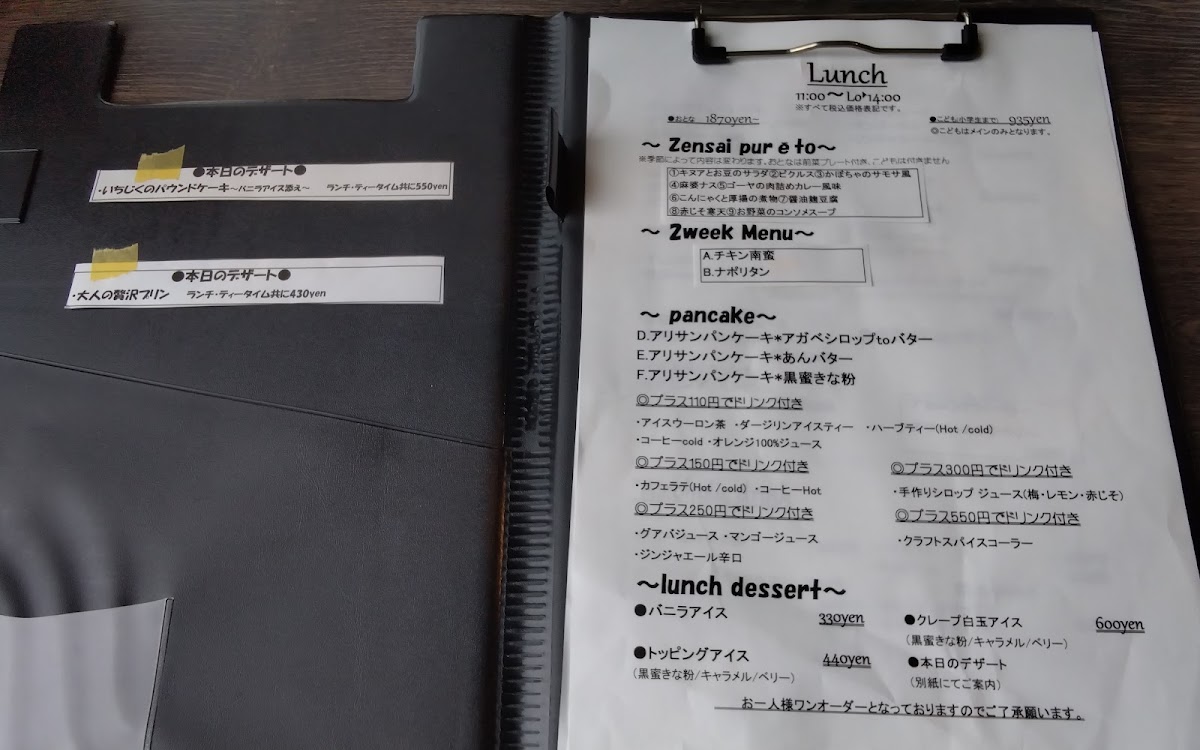 ●本日のデザート●
・いちじくのパウンドケーキ～バニラアイス添え～ ランチ・ティータイム共に550yen
●本日のデザート●
・大人の贅沢プリン ランチ・ティータイム共に430yen
Lunch
11:00～Lo▸14:00
※すべて税込価格表記です。
●おとな 1870yen~
●こども(小学生まで) 935yen
◎こどもはメインのみとなります。
～ Zensai pur e to～
※季節によって内容は変わります。おとなは前菜プレート付き、こどもは付きません
①キヌアとお豆のサラダ②ピクルス③かぼちゃのサモサ風
④麻婆ナス⑤ゴーヤの肉詰めカレー風味
⑥こんにゃくと厚揚の煮物⑦醤油麹豆腐
⑧赤じそ寒天⑨お野菜のコンソメスープ
～ 2week Menu～
A.チキン南蛮
B.ナポリタン
～ pancake～
D.アリサンパンケーキ*アガベシロップtoバター
E.アリサンパンケーキ*あんバター
F.アリサンパンケーキ*黒蜜きな粉
◎プラス110円でドリンク付き
・アイスウーロン茶 ・ダージリンアイスティー ・ハーブティー(Hot /cold)
・コーヒーcold ・オレンジ100%ジュース
◎プラス150円でドリンク付き
・カフェラテ(Hot /cold) ・コーヒーHot
◎プラス250円でドリンク付き
・グアバジュース ・マンゴージュース
・ジンジャエール辛口
◎プラス300円でドリンク付き
・手作りシロップ ジュース(梅・レモン・赤じそ)
◎プラス550円でドリンク付き
・クラフトスパイスコーラー
～lunch dessert～
●バニラアイス 330yen
●トッピングアイス 440yen
(黒蜜きな粉/キャラメル/ベリー)
●クレープ白玉アイス 600yen
(黒蜜きな粉/キャラメル/ベリー)
●本日のデザート
(別紙にてご案内)
お一人様ワンオーダーとなっておりますのでご了承願います。